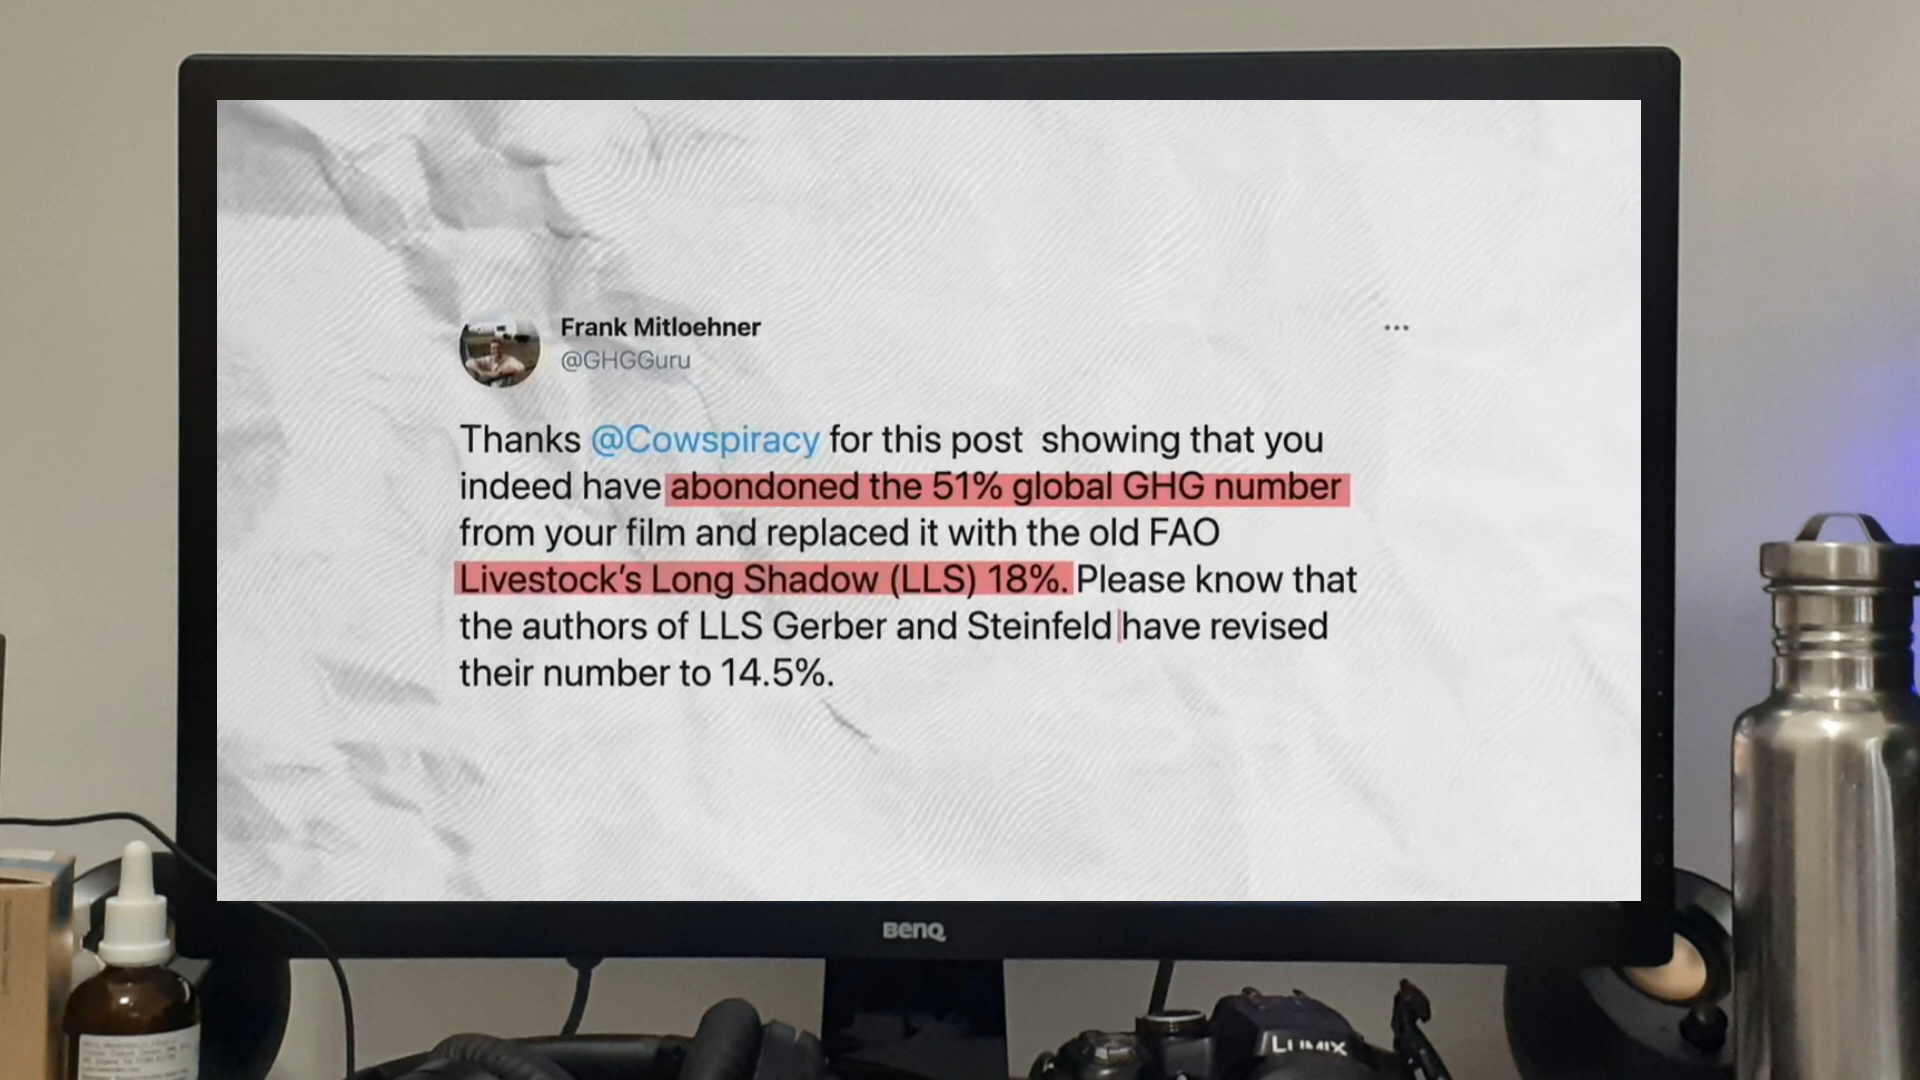 Frank Mitloehner
@GHGGuru
Thanks @Cowspiracy for this post showing that you
indeed have abondoned the 51% global GHG number
from your film and replaced it with the old FAO
Livestock's Long Shadow (LLS) 18%. Please know that
the authors of LLS Gerber and Steinfeld have revised
their number to 14.5%.
BenQ
LUMIX